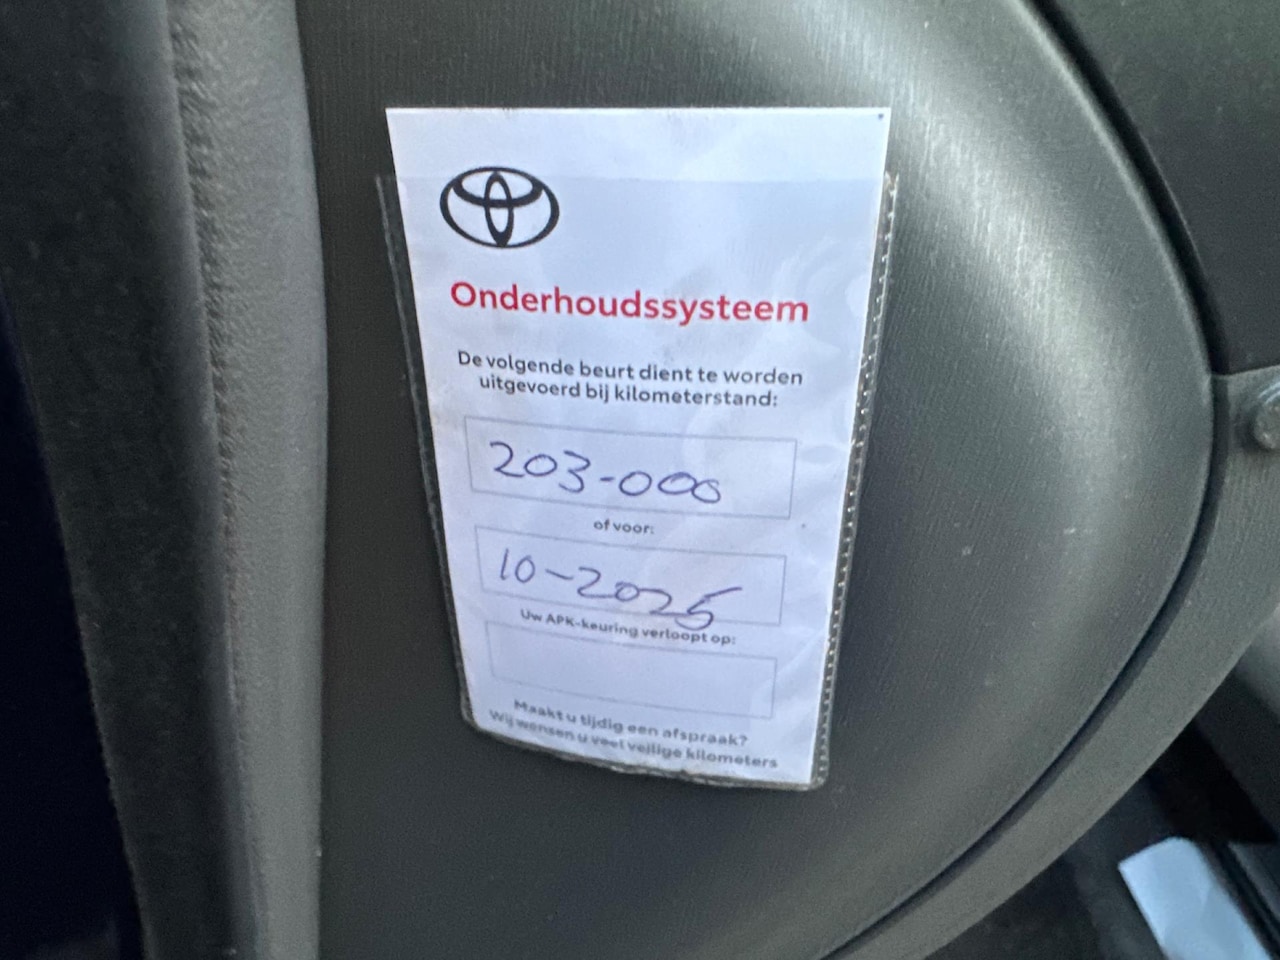 Onderhoudssysteem
De volgende beurt dient te worden
uitgevoerd bij kilometerstand:
203-000
of voor:
10-2025
Uw APK-keuring verloopt op:
Maakt u tijdig een afspraak?
Wij wensen u veel veilige kilometers